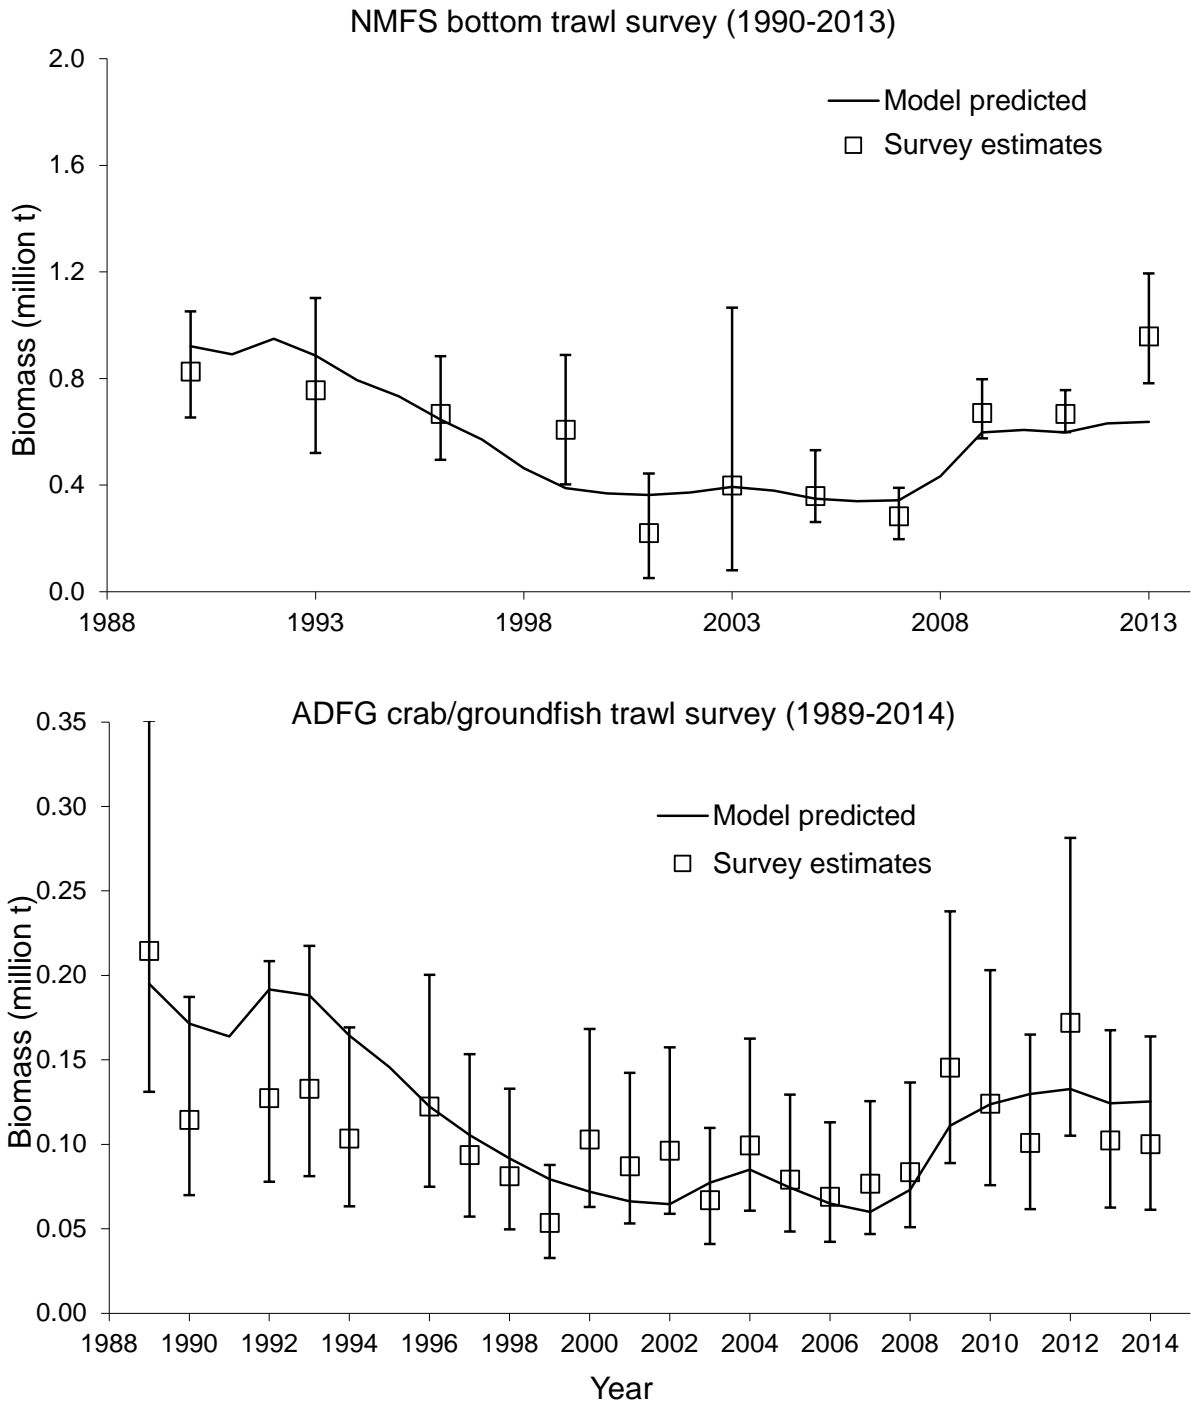 NMFS bottom trawl survey (1990-2013)
2.0
Model predicted
Survey estimates
1.6
1.2
0.8
0.4
0.0
Biomass (million t)
1988 1993 1998 2003 2008 2013
ADFG crab/groundfish trawl survey (1989-2014)
0.35
0.30
Model predicted
Survey estimates
0.25
0.20
0.15
0.10
0.05
0.00
Biomass (million t)
1988 1990 1992 1994 1996 1998 2000 2002 2004 2006 2008 2010 2012 2014
Year